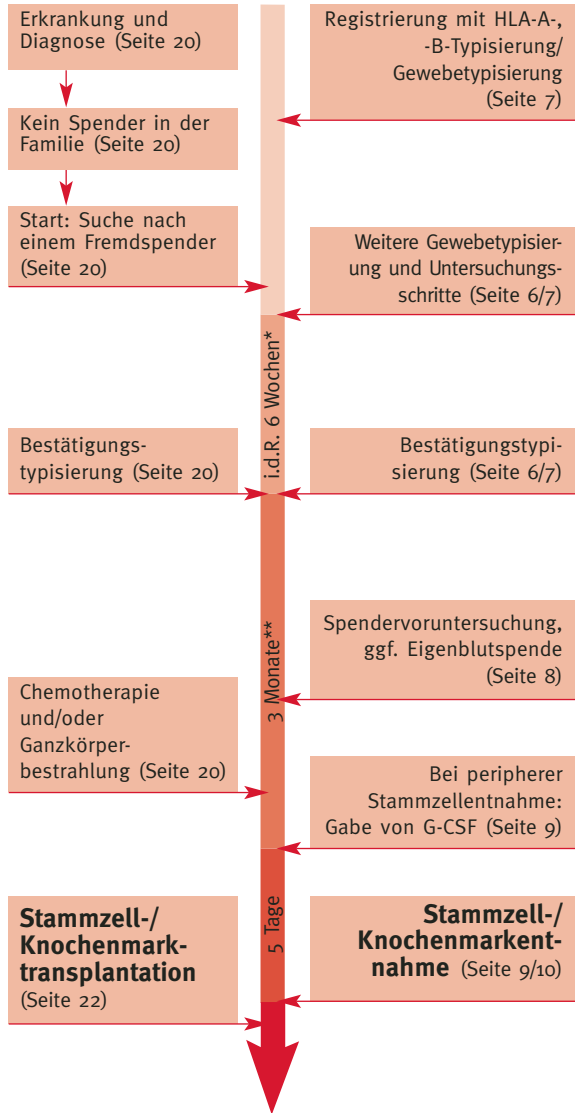 Erkrankung und
Diagnose (Seite 20)
Kein Spender in der
Familie (Seite 20)
Start: Suche nach
einem Fremdspender
(Seite 20)
Bestätigungs-
typisierung (Seite 20)
Chemotherapie
und/oder
Ganzkörper-
bestrahlung (Seite 20)
Stammzell-/
Knochenmark-
transplantation
(Seite 22)
i.d.R. 6 Wochen*
3 Monate**
5 Tage
Registrierung mit HLA-A-,
-B-Typisierung/
Gewebetypisierung
(Seite 7)
Weitere Gewebetypisier-
ung und Untersuchungs-
schritte (Seite 6/7)
Bestätigungstypi-
sierung (Seite 6/7)
Spendervoruntersuchung,
ggf. Eigenblutspende
(Seite 8)
Bei peripherer
Stammzellentnahme:
Gabe von G-CSF (Seite 9)
Stammzell-/
Knochenmarkent-
nahme (Seite 9/10)